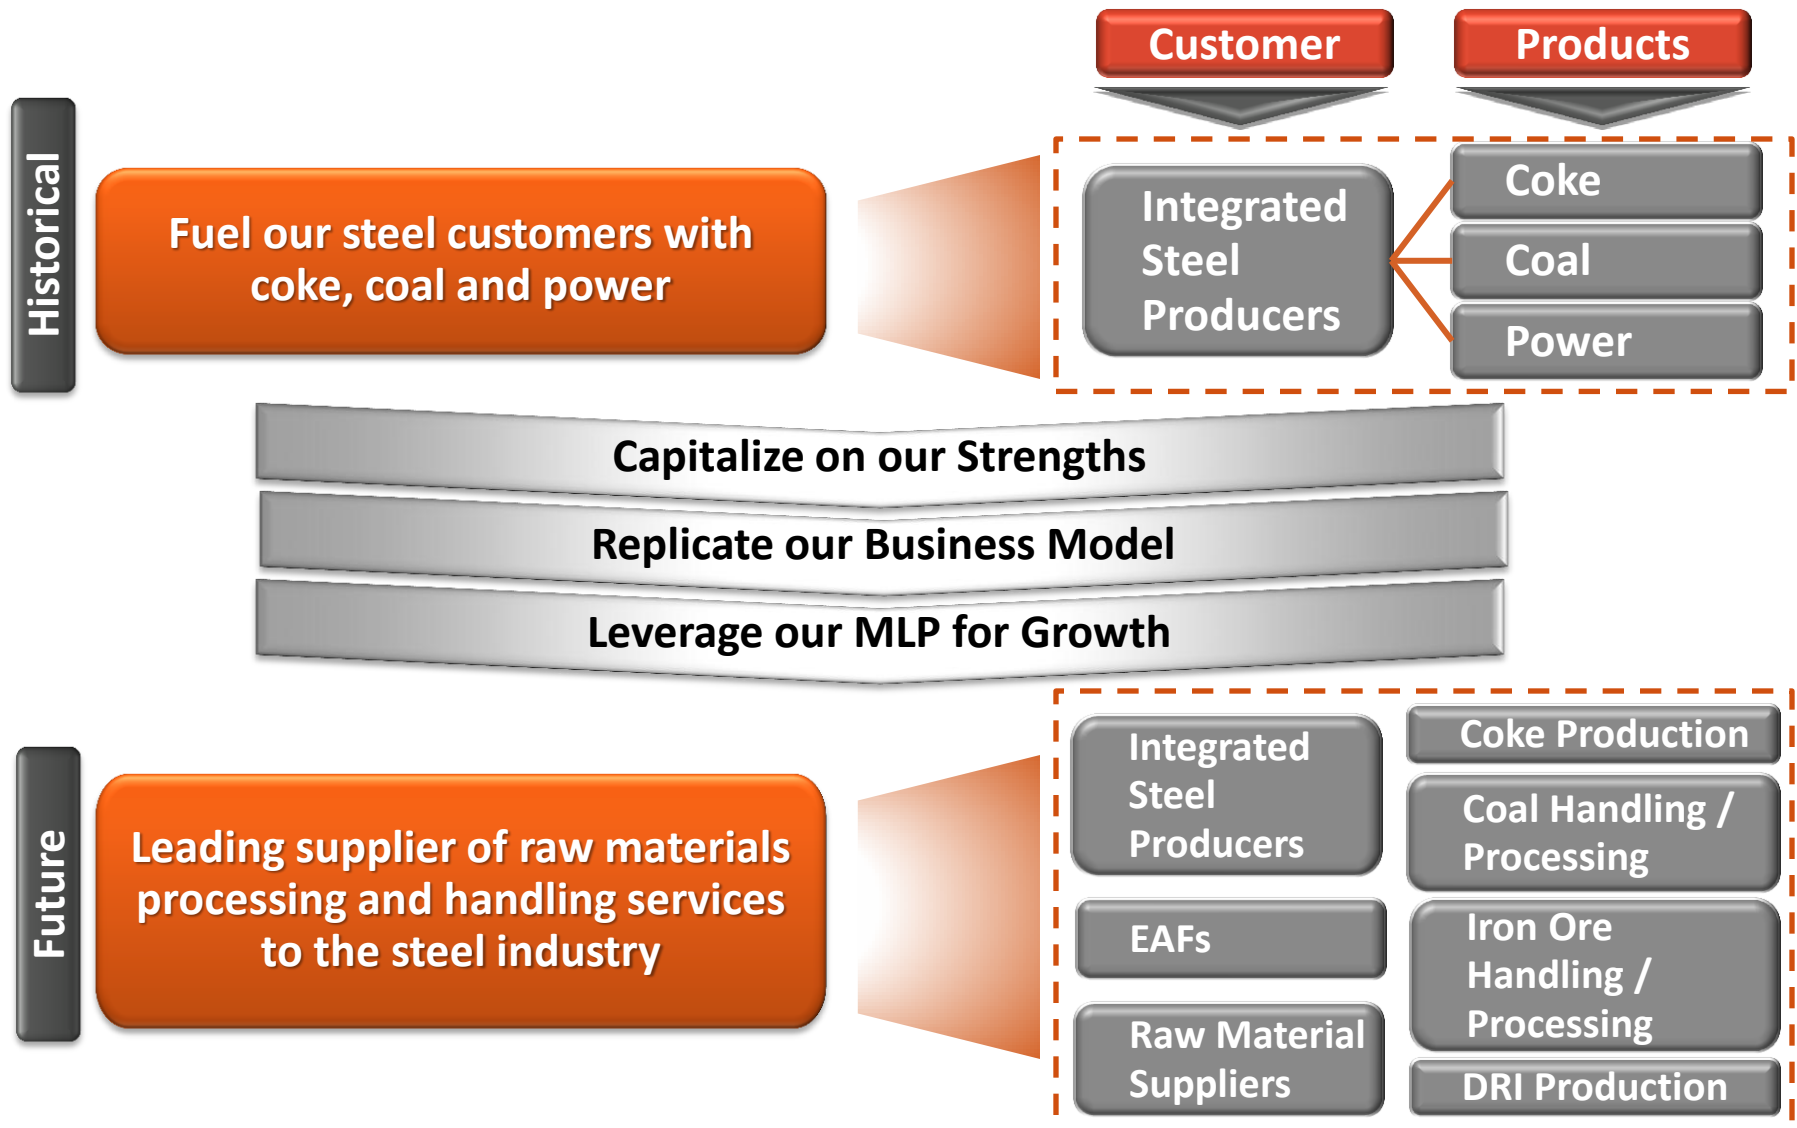 Customer
Products
Historical
Fuel our steel customers with
coke, coal and power
Integrated
Steel
Producers
Coke
Coal
Power
Capitalize on our Strengths
Replicate our Business Model
Leverage our MLP for Growth
Future
Leading supplier of raw materials
processing and handling services
to the steel industry
Integrated
Steel
Producers
EAFs
Raw Material
Suppliers
Coke Production
Coal Handling /
Processing
Iron Ore
Handling /
Processing
DRI Production